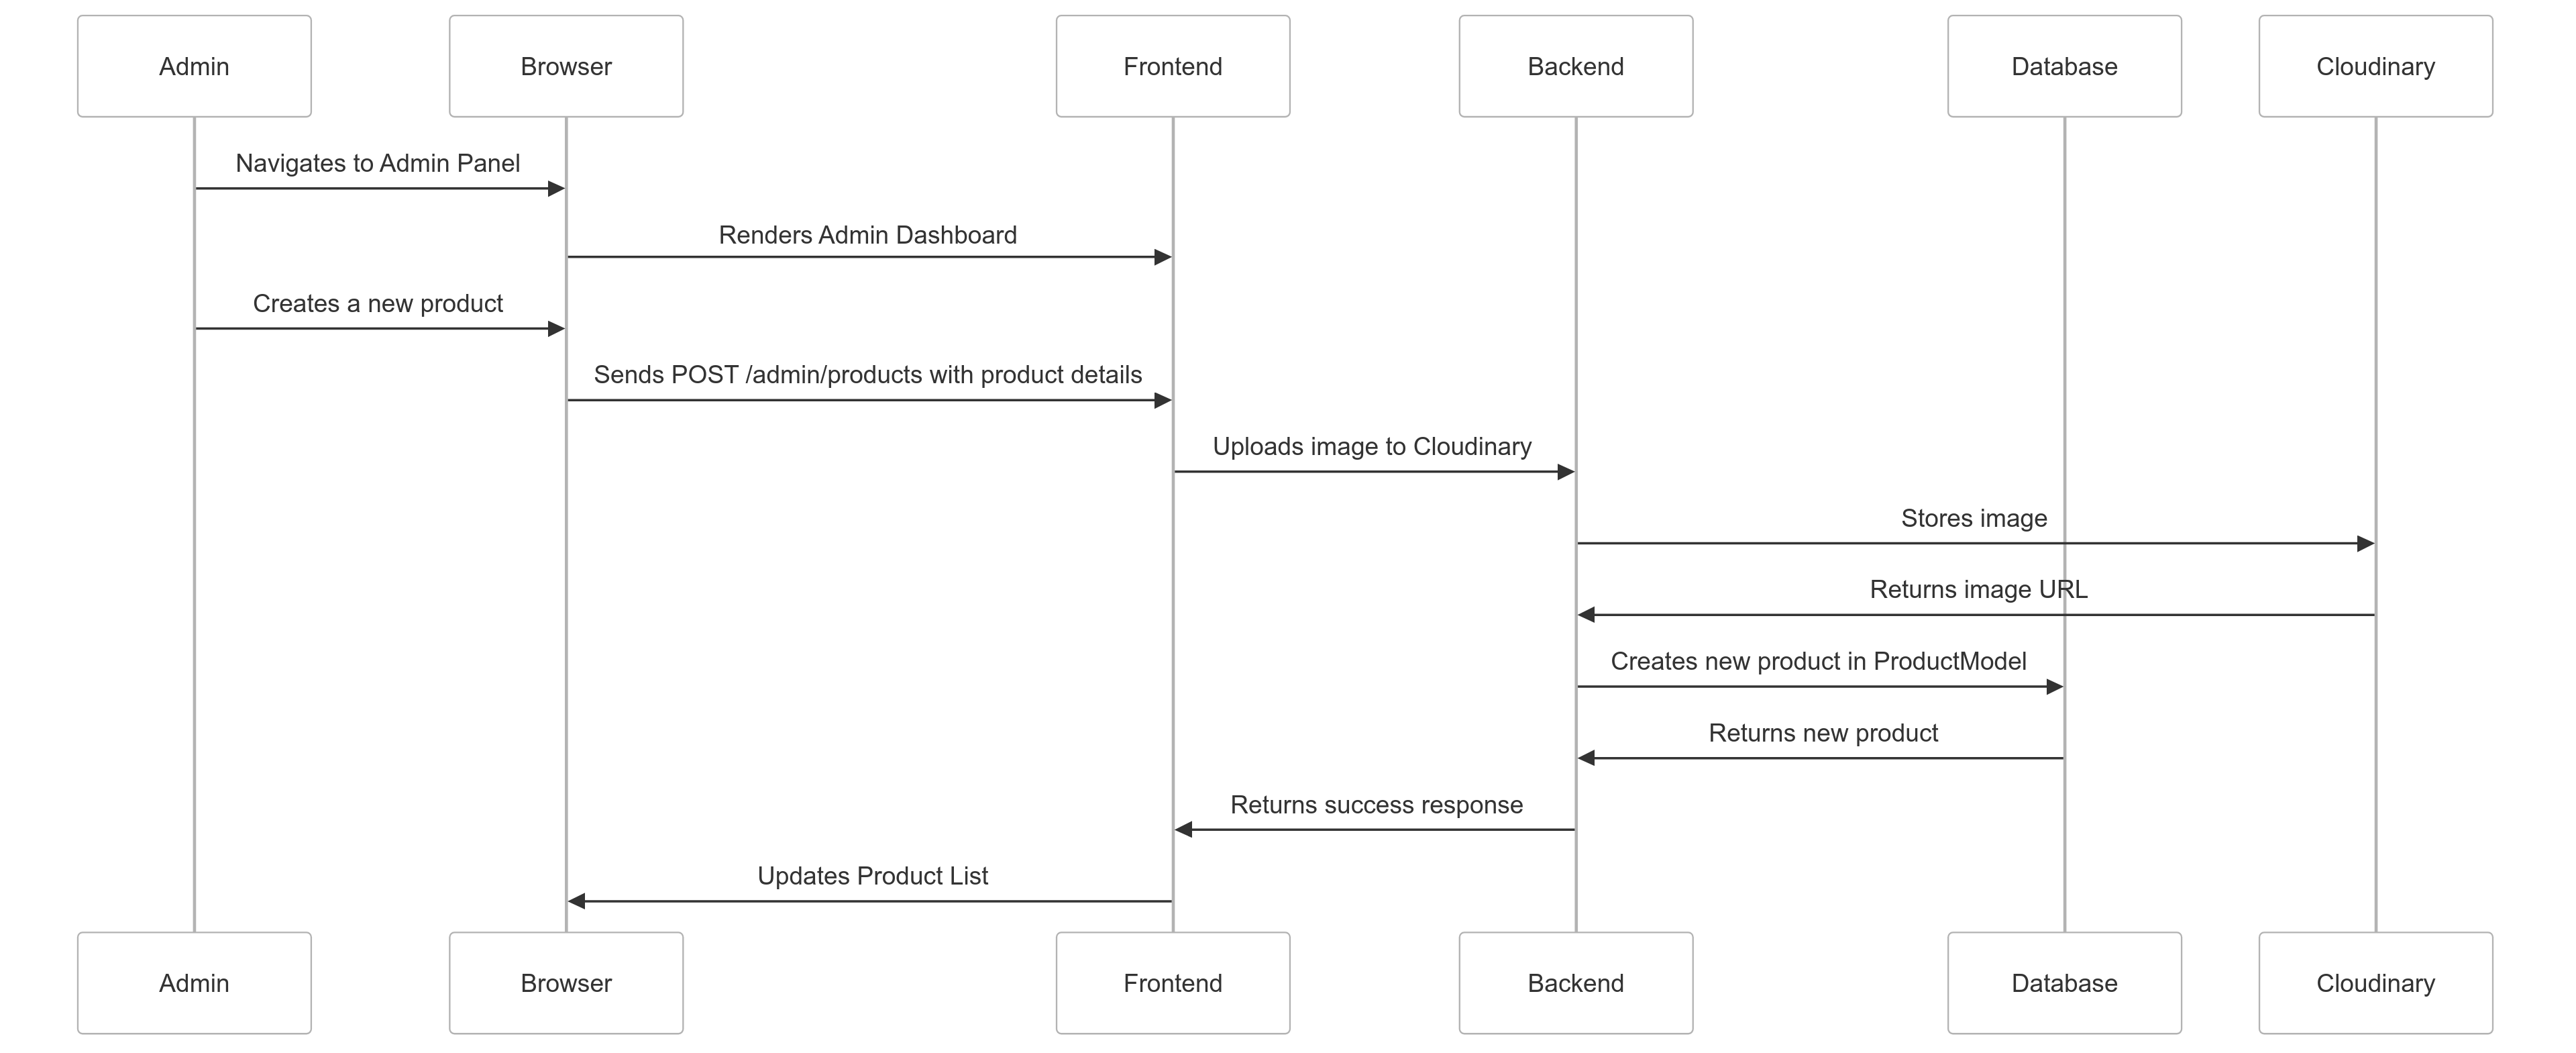 Admin
Browser
Frontend
Backend
Database
Cloudinary
Navigates to Admin Panel
Renders Admin Dashboard
Creates a new product
Sends POST /admin/products with product details
Uploads image to Cloudinary
Stores image
Returns image URL
Creates new product in ProductModel
Returns new product
Returns success response
Updates Product List
Admin
Browser
Frontend
Backend
Database
Cloudinary